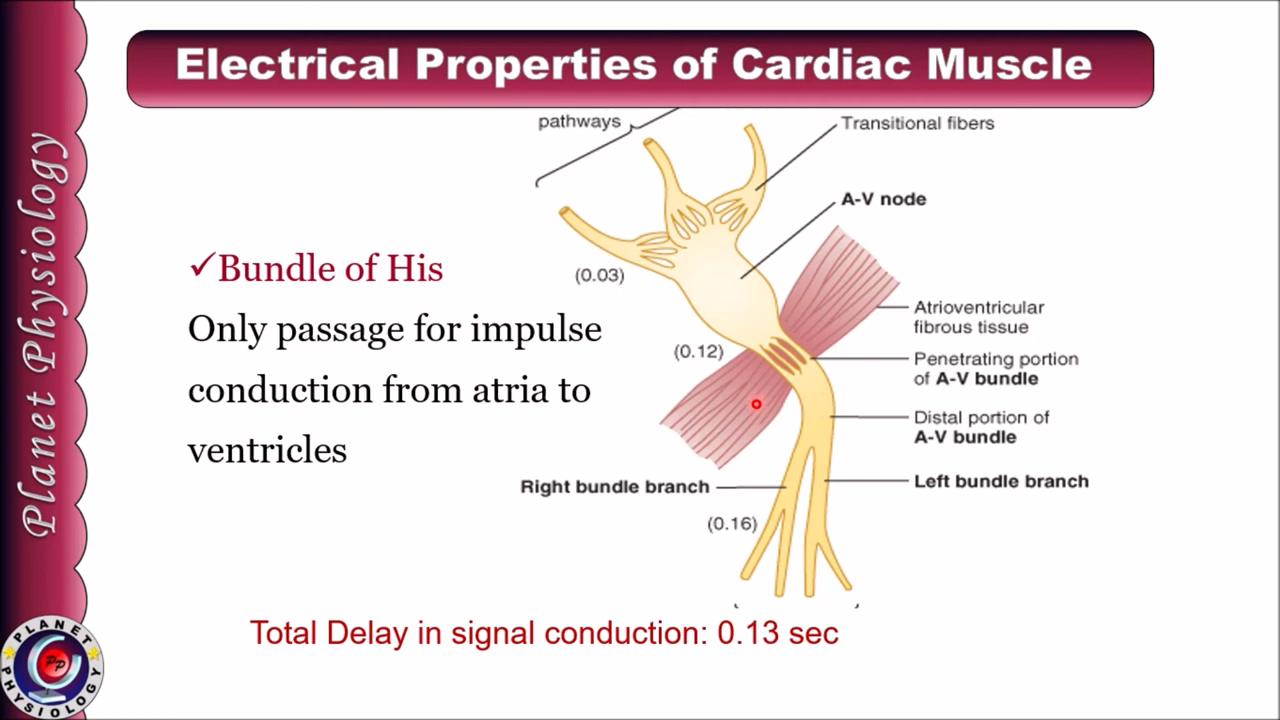 Electrical Properties of Cardiac Muscle
Planet Physiology
pathways
Transitional fibers
A-V node
(0.03)
✓Bundle of His
Only passage for impulse
conduction from atria to
ventricles
Atrioventricular
fibrous tissue
(0.12)
Penetrating portion
of A-V bundle
Distal portion of
A-V bundle
Right bundle branch
Left bundle branch
(0.16)
Total Delay in signal conduction: 0.13 sec
PLANET
PP
PHYSIOLOGY